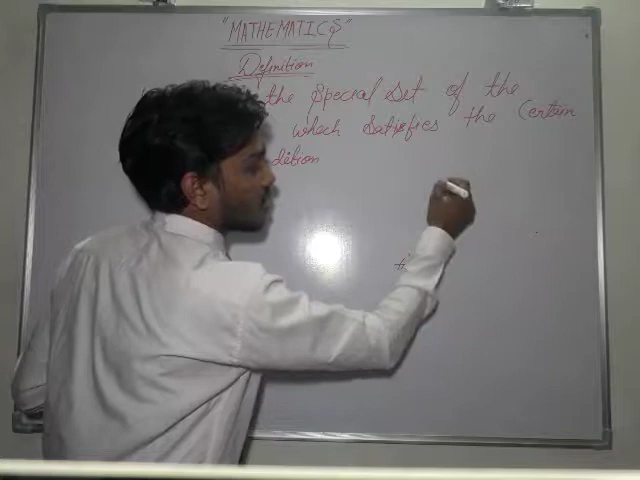 "MATHEMATICS"
Definition
the Special Set of the
which Satisfies the Certain
dition